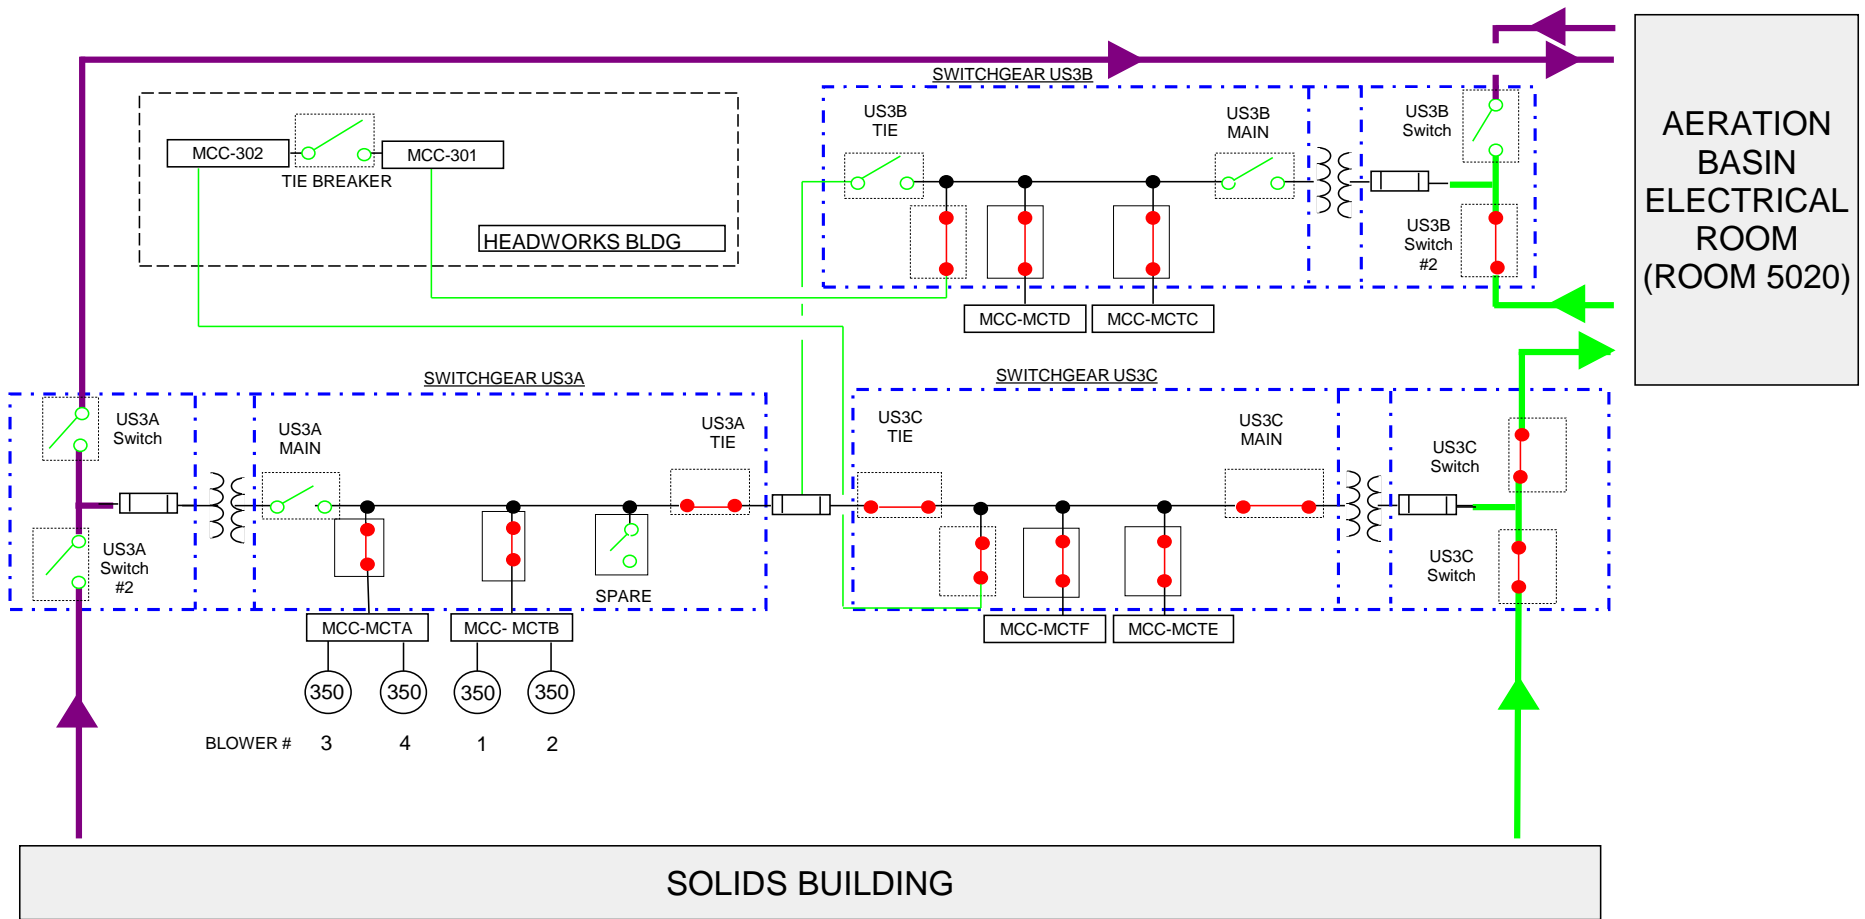 SWITCHGEAR US3B
AERATION
BASIN
ELECTRICAL
ROOM
(ROOM 5020)
US3B
TIE
US3B
MAIN
US3B
Switch
MCC-302
MCC-301
TIE BREAKER
HEADWORKS BLDG
US3B
Switch
#2
MCC-MCTD
MCC-MCTC
SWITCHGEAR US3A
SWITCHGEAR US3C
US3A
Switch
US3A
MAIN
US3A
TIE
US3C
TIE
US3C
MAIN
US3C
Switch
US3A
Switch
#2
US3C
Switch
SPARE
MCC-MCTA
MCC- MCTB
MCC-MCTF
MCC-MCTE
350
350
350
350
BLOWER #
3
4
1
2
SOLIDS BUILDING